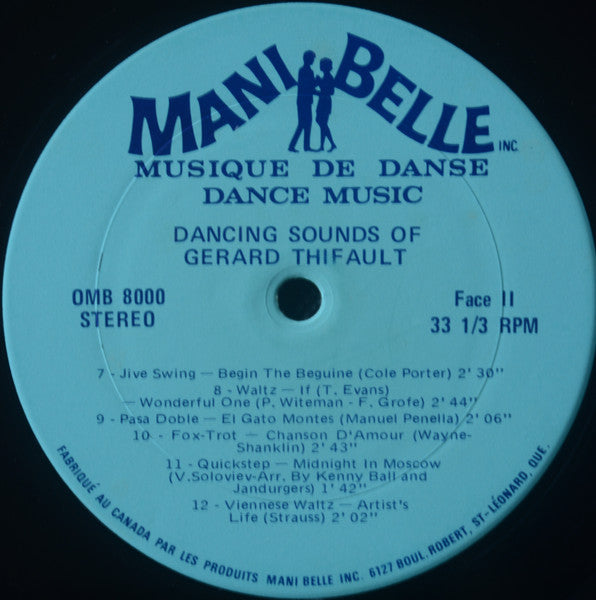 MANI BELLE INC.
MUSIQUE DE DANSE
DANCE MUSIC
DANCING SOUNDS OF
GERARD THIFAULT
OMB 8000
STEREO
Face II
33 1/3 RPM
7 - Jive Swing — Begin The Beguine (Cole Porter) 2' 30"
8 - Waltz — If (T. Evans)
— Wonderful One (P. Witeman - F. Grofe) 2' 44"
9 - Pasa Doble — El Gato Montes (Manuel Penella) 2' 06"
10 - Fox-Trot — Chanson D'Amour (Wayne-
Shanklin) 2' 43"
11 - Quickstep — Midnight In Moscow
(V.Soloviev-Arr. By Kenny Ball and
Jandurgers) 1' 42"
12 - Viennese Waltz — Artist's
Life (Strauss) 2' 02"
FABRIQUÉ AU CANADA PAR LES PRODUITS MANI BELLE INC. 6127 BOUL. ROBERT, ST-LÉONARD, QUE.